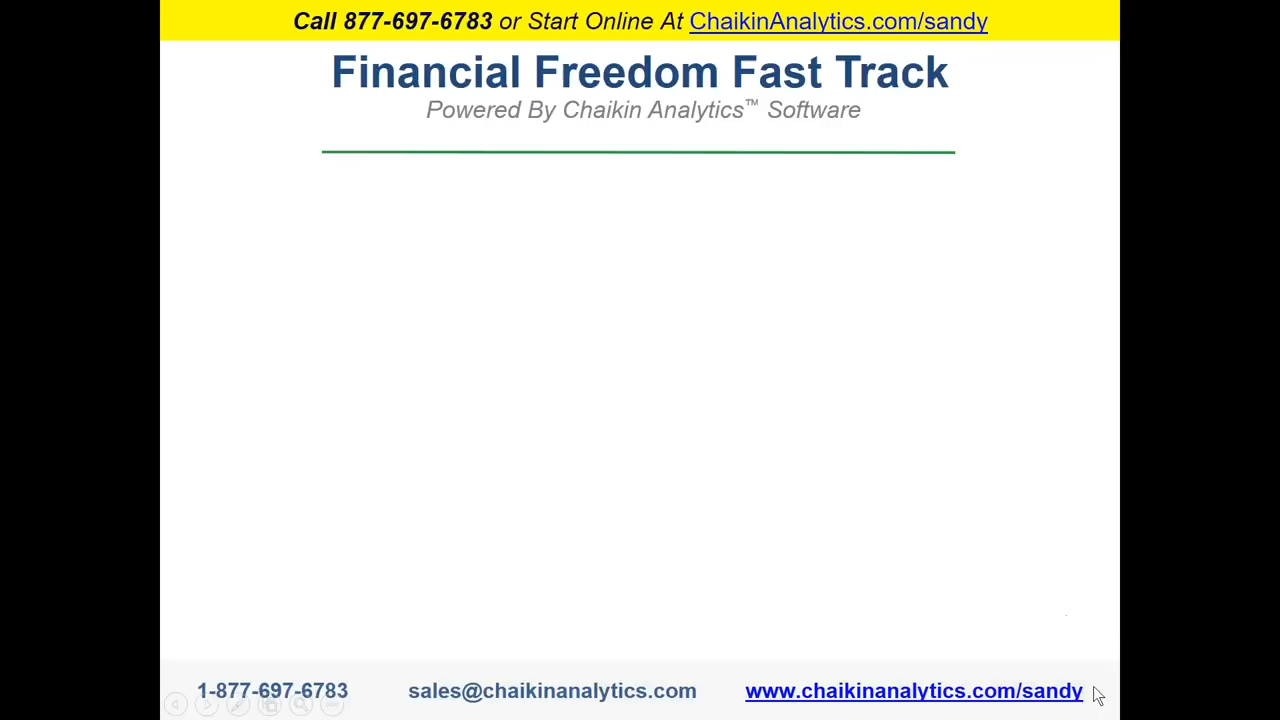 Call 877-697-6783 or Start Online At ChaikinAnalytics.com/sandy
Financial Freedom Fast Track
Powered By Chaikin Analytics™ Software
1-877-697-6783 sales@chaikinanalytics.com www.chaikinanalytics.com/sandy